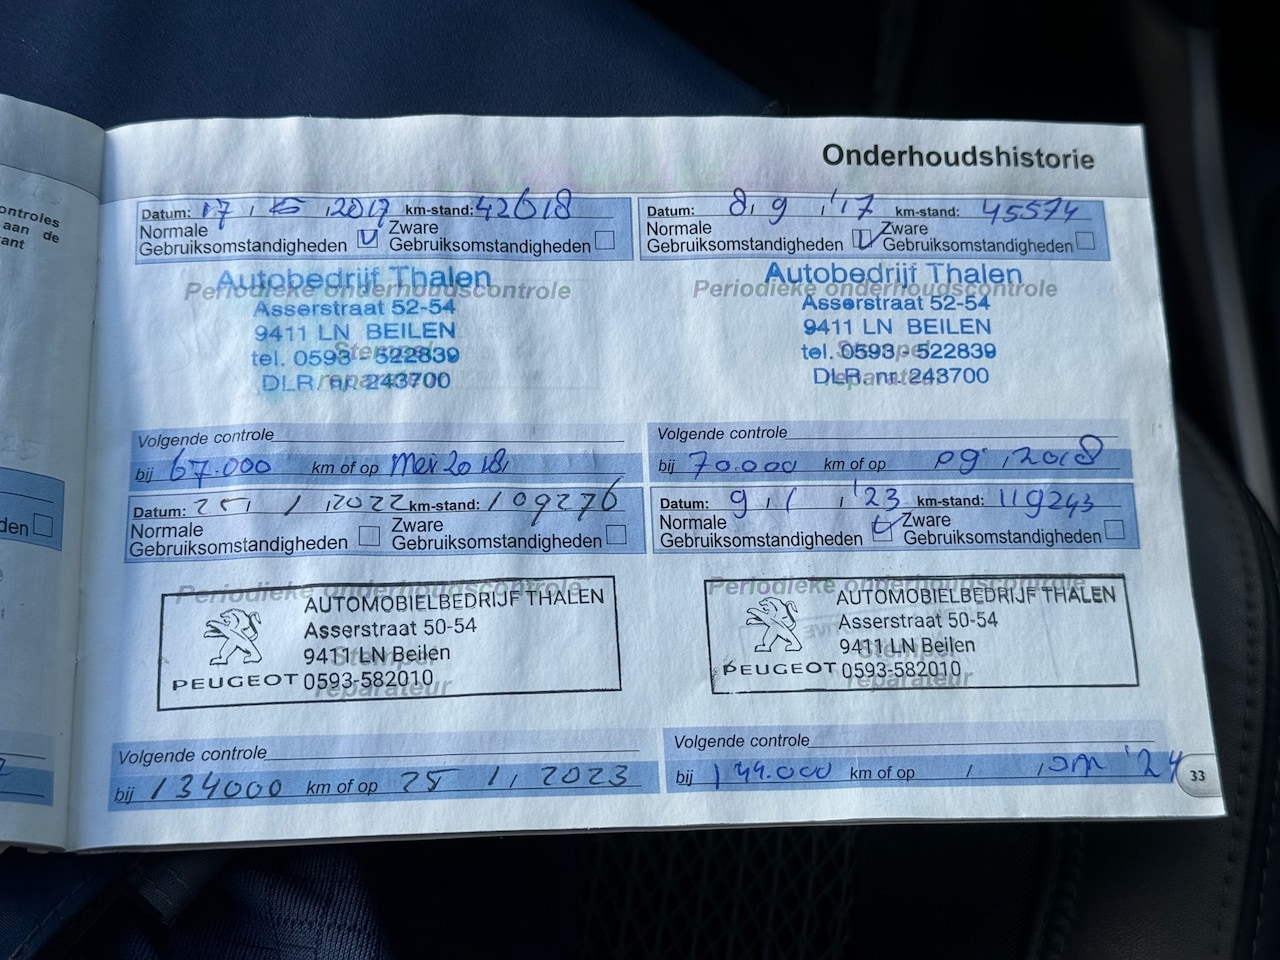 ontroles
aan de
ant
den
Onderhoudshistorie
Datum: 17 / 5 / 2017 km-stand: 42618
Normale Gebruiksomstandigheden Zware Gebruiksomstandigheden
Autobedrijf Thalen
Periodieke onderhoudscontrole
Asserstraat 52-54
9411 LN BEILEN
Stempel
tel. 0593 - 522839
reparateur
DLR. nr. 243700
Volgende controle
bij 67.000 km of op Mei 2018
Datum: 8, 9 / '17 km-stand: 45574
Normale Gebruiksomstandigheden Zware Gebruiksomstandigheden
Autobedrijf Thalen
Periodieke onderhoudscontrole
Asserstraat 52-54
9411 LN BEILEN
Stempel
tel. 0593 - 522839
reparateur
DLR. nr. 243700
Volgende controle
bij 70.000 km of op 09 / 2018
Datum: 25 / 1 / 2022 km-stand: 109276
Normale Gebruiksomstandigheden Zware Gebruiksomstandigheden
Periodieke onderhoudscontrole
AUTOMOBIELBEDRIJF THALEN
Asserstraat 50-54
9411 LN Beilen
Stempel
PEUGEOT 0593-582010
reparateur
Volgende controle
bij 134000 km of op 25 1, 2023
Datum: 9 / 1 / '23 km-stand: 119243
Normale Gebruiksomstandigheden Zware Gebruiksomstandigheden
Periodieke onderhoudscontrole
AUTOMOBIELBEDRIJF THALEN
Asserstraat 50-54
9411 LN Beilen
Stempel
PEUGEOT 0593-582010
reparateur
Volgende controle
bij 144.000 km of op / / '24
33